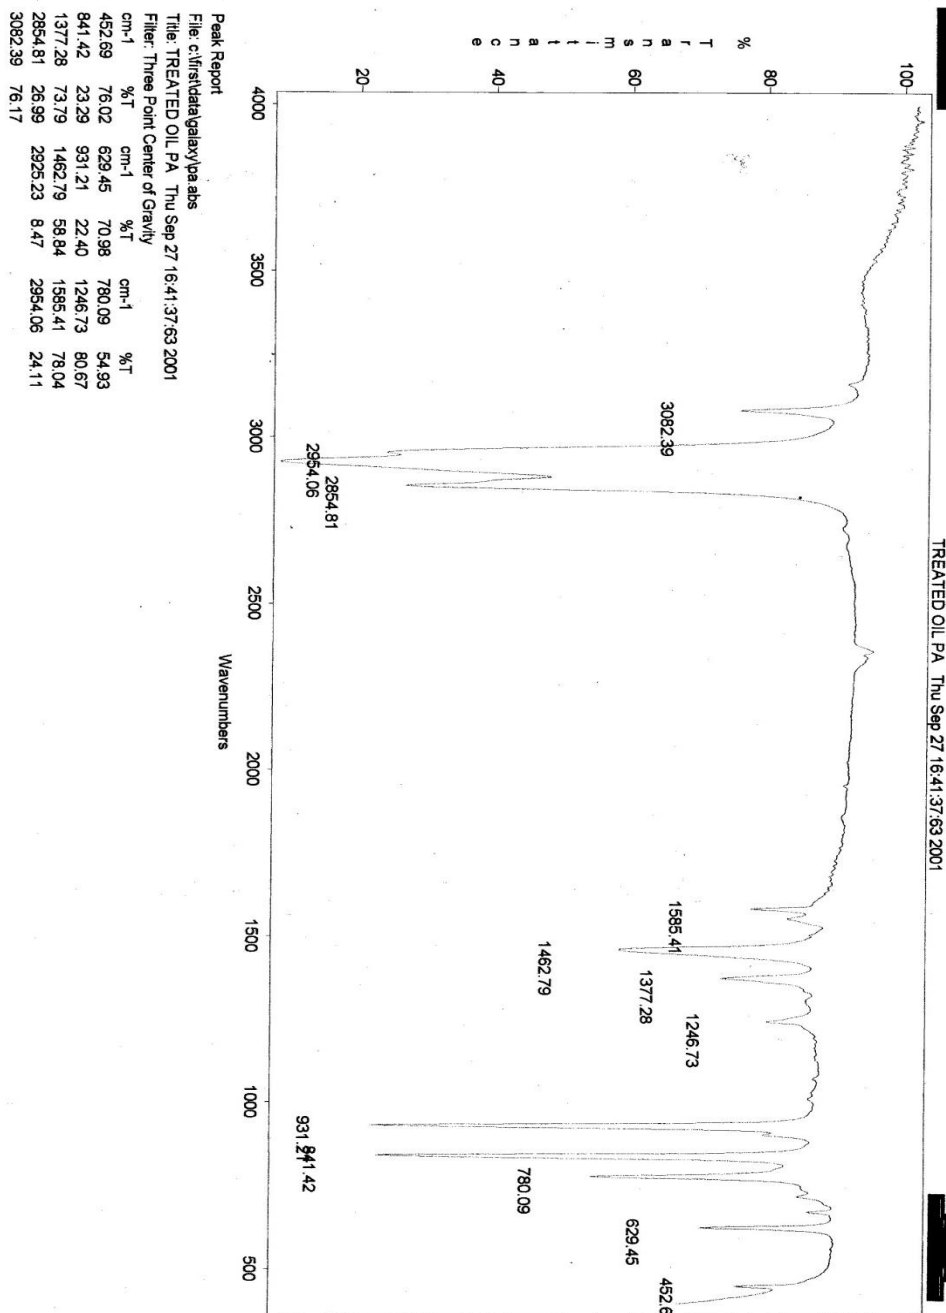 TREATED OIL PA Thu Sep 27 16:41:37:63 2001
100
80
60
40
20
% Transmittance
4000
3500
3000
2500
2000
1500
1000
500
Wavenumbers
3082.39
2954.06
2854.81
1585.41
1462.79
1377.28
1246.73
931.21
841.42
780.09
629.45
452.6
Peak Report
File: c:\first\data\galaxy\pa.abs
Title: TREATED OIL PA Thu Sep 27 16:41:37:63 2001
Filter: Three Point Center of Gravity
cm-1 %T cm-1 %T cm-1 %T
452.69 76.02 629.45 70.98 780.09 54.93
841.42 23.29 931.21 22.40 1246.73 80.67
1377.28 73.79 1462.79 58.84 1585.41 78.04
2854.81 26.99 2925.23 8.47 2954.06 24.11
3082.39 76.17